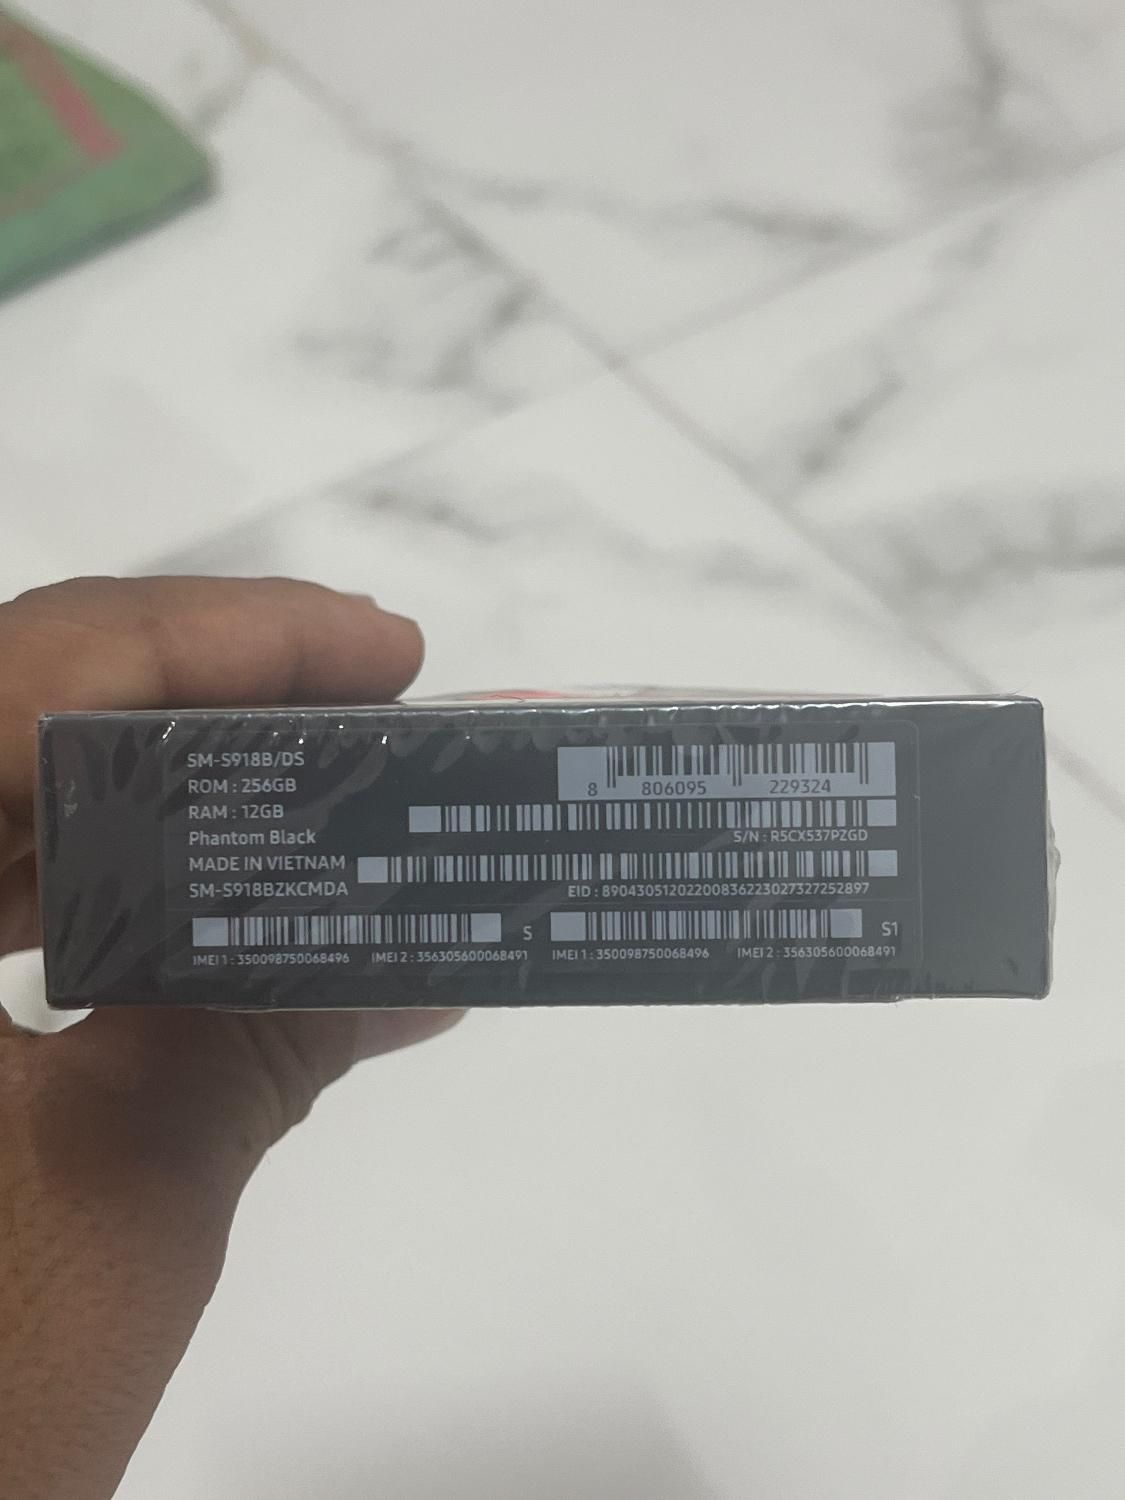 SM-S918B/DS
ROM : 256GB
RAM : 12GB
Phantom Black
MADE IN VIETNAM
SM-S918BZKCMDA
8 806095 229324
S/N : R5CX537PZGD
EID : 89043051202200836223027327252897
S
S1
IMEI 1 : 350098750068496 IMEI 2 : 356305600068491
IMEI 1 : 350098750068496 IMEI 2 : 356305600068491